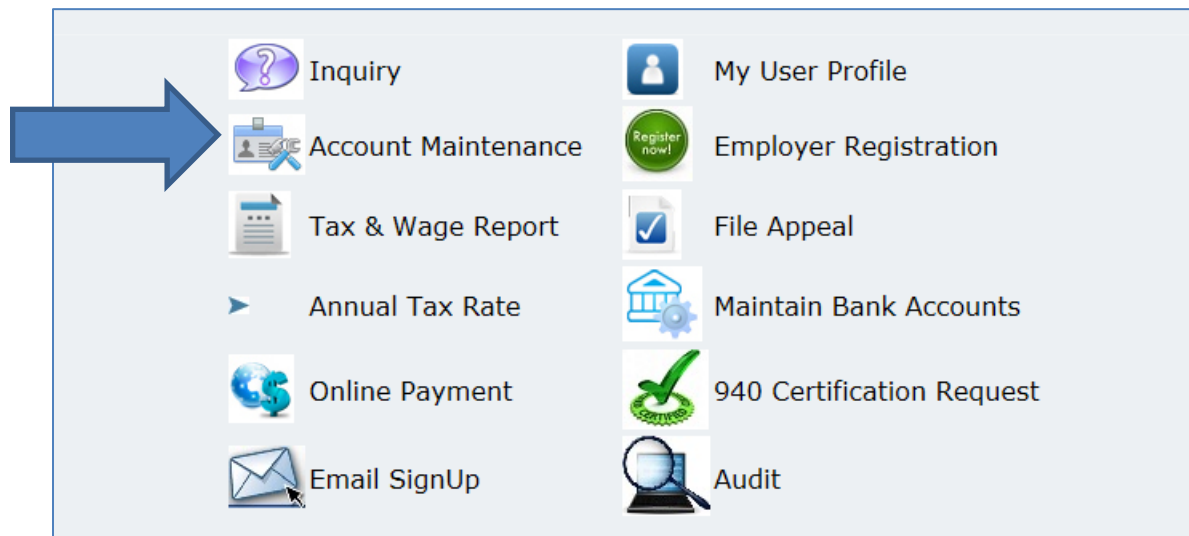 Inquiry
My User Profile
Account Maintenance
Register now!
Employer Registration
Tax & Wage Report
File Appeal
Annual Tax Rate
Maintain Bank Accounts
Online Payment
CERTIFIED
940 Certification Request
Email SignUp
Audit